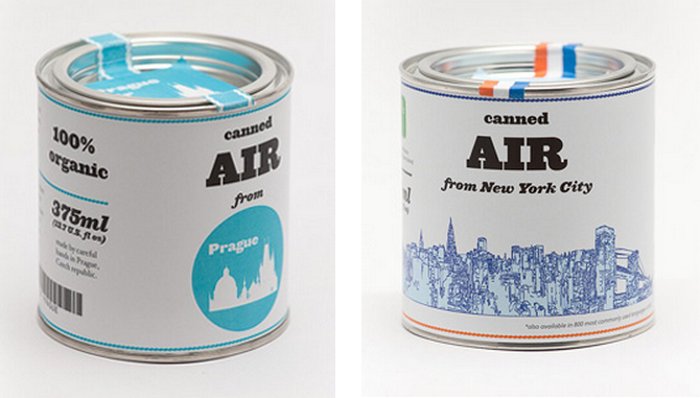 Prague
100%
organic
375ml
(12.7 U.S. fl oz)
made by careful
hands in Prague,
Czech republic.
canned
AIR
from
Prague
canned
AIR
from New York City
*also available in 800 most commonly used languages